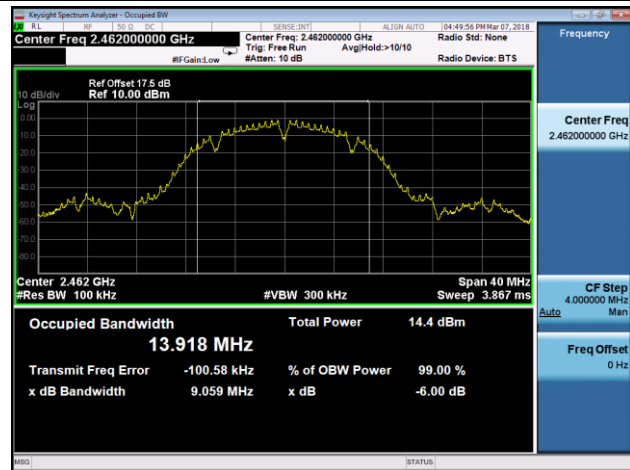 Keysight Spectrum Analyzer - Occupied BW
RL RF 50 Ω DC SENSE:INT ALIGN AUTO 04:49:56 PM Mar 07, 2018
Center Freq 2.462000000 GHz
Center Freq: 2.462000000 GHz
Radio Std: None
Trig: Free Run Avg|Hold:>10/10
#IFGain:Low #Atten: 10 dB
Radio Device: BTS
Frequency
Ref Offset 17.5 dB
10 dB/div Ref 10.00 dBm
Log
0.00
-10.0
-20.0
-30.0
-40.0
-50.0
-60.0
-70.0
-80.0
Center 2.462 GHz Span 40 MHz
#Res BW 100 kHz #VBW 300 kHz Sweep 3.867 ms
Center Freq
2.462000000 GHz
CF Step
4.000000 MHz
Auto Man
Freq Offset
0 Hz
Occupied Bandwidth Total Power 14.4 dBm
13.918 MHz
Transmit Freq Error -100.58 kHz % of OBW Power 99.00 %
x dB Bandwidth 9.059 MHz x dB -6.00 dB
MSG STATUS